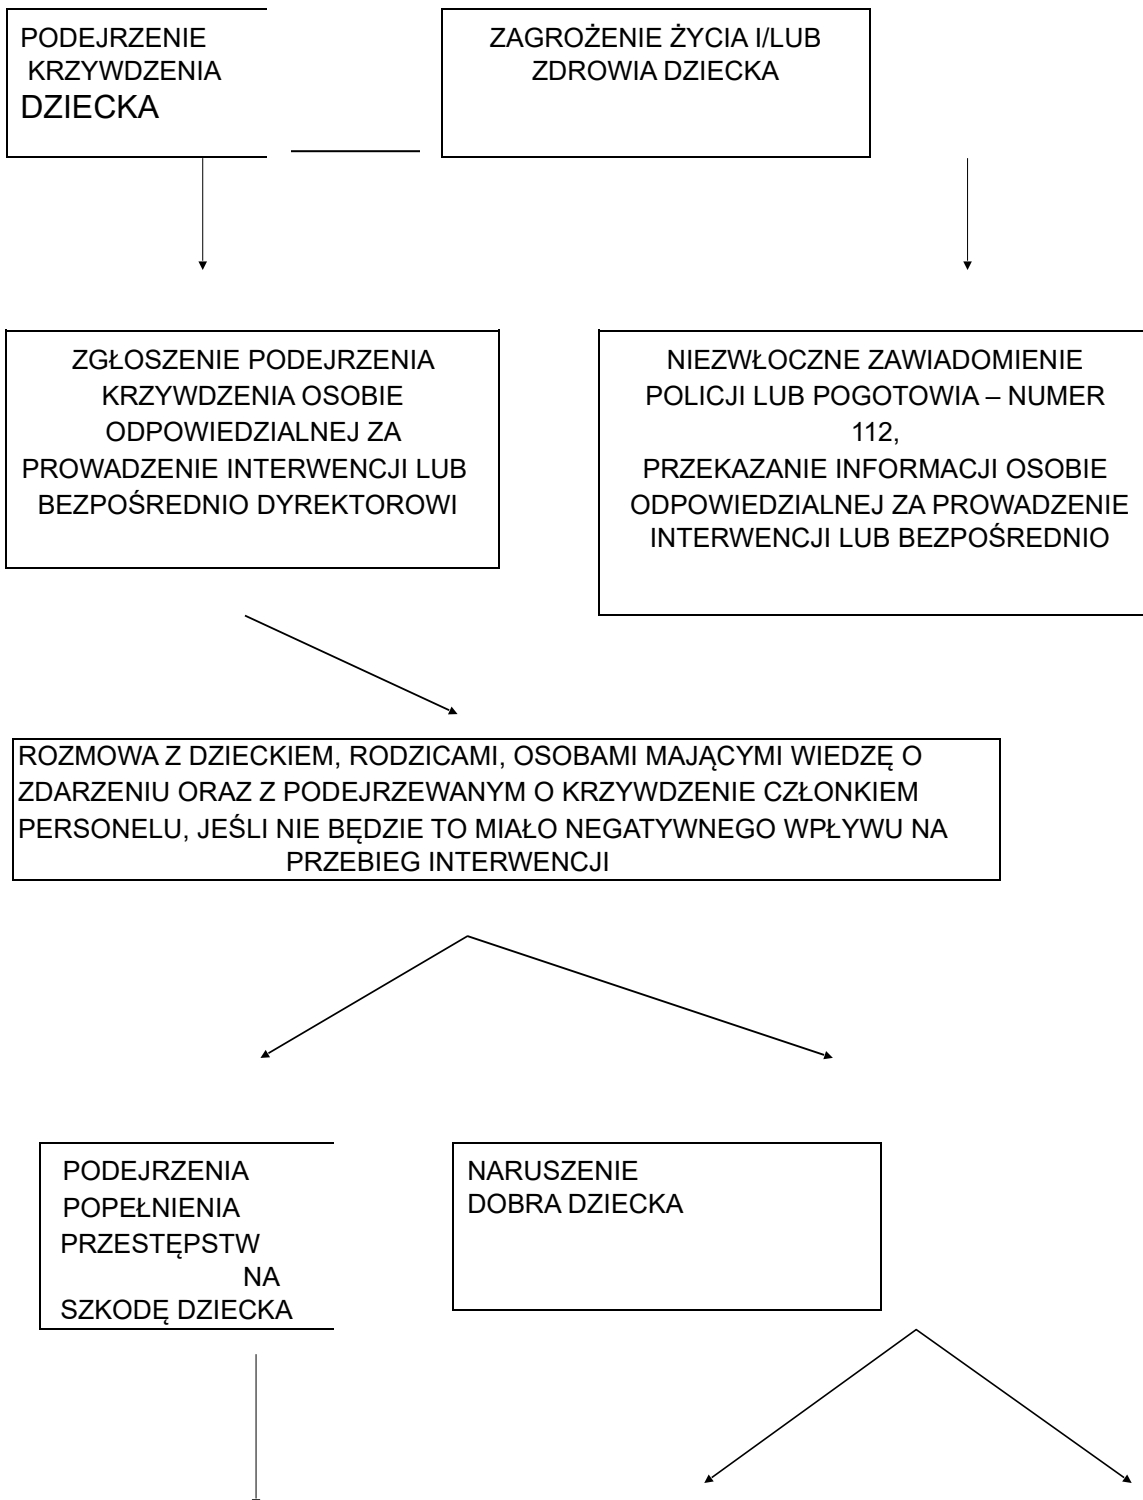 PODEJRZENIE
KRZYWDZENIA
DZIECKA
ZAGROŻENIE ŻYCIA I/LUB
ZDROWIA DZIECKA
ZGŁOSZENIE PODEJRZENIA
KRZYWDZENIA OSOBIE
ODPOWIEDZIALNEJ ZA
PROWADZENIE INTERWENCJI LUB
BEZPOŚREDNIO DYREKTOROWI
NIEZWŁOCZNE ZAWIADOMIENIE
POLICJI LUB POGOTOWIA – NUMER
112,
PRZEKAZANIE INFORMACJI OSOBIE
ODPOWIEDZIALNEJ ZA PROWADZENIE
INTERWENCJI LUB BEZPOŚREDNIO
ROZMOWA Z DZIECKIEM, RODZICAMI, OSOBAMI MAJĄCYMI WIEDZĘ O
ZDARZENIU ORAZ Z PODEJRZEWANYM O KRZYWDZENIE CZŁONKIEM
PERSONELU, JEŚLI NIE BĘDZIE TO MIAŁO NEGATYWNEGO WPŁYWU NA
PRZEBIEG INTERWENCJI
PODEJRZENIA
POPEŁNIENIA
PRZESTĘPSTW
NA
SZKODĘ DZIECKA
NARUSZENIE
DOBRA DZIECKA